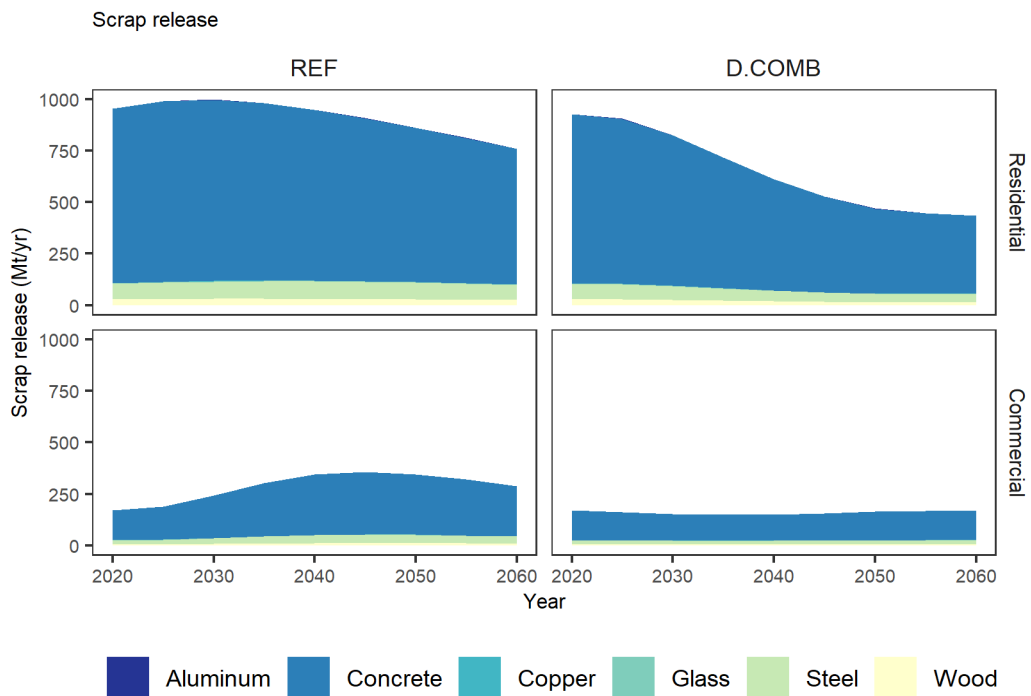 Scrap release
REF
D.COMB
1000
750
500
250
0
Residential
Scrap release (Mt/yr)
1000
750
500
250
0
Commercial
2020 2030 2040 2050 2060 2020 2030 2040 2050 2060
Year
Aluminum Concrete Copper Glass Steel Wood